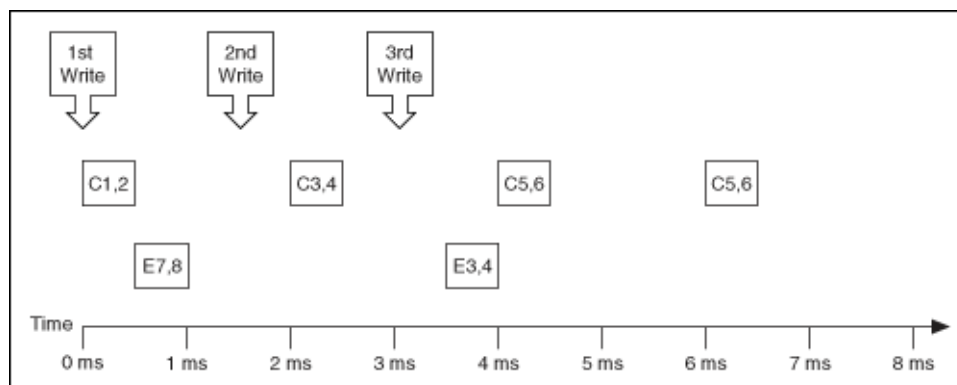 1st
Write
2nd
Write
3rd
Write
C1,2
C3,4
C5,6
C5,6
E7,8
E3,4
Time
0 ms
1 ms
2 ms
3 ms
4 ms
5 ms
6 ms
7 ms
8 ms